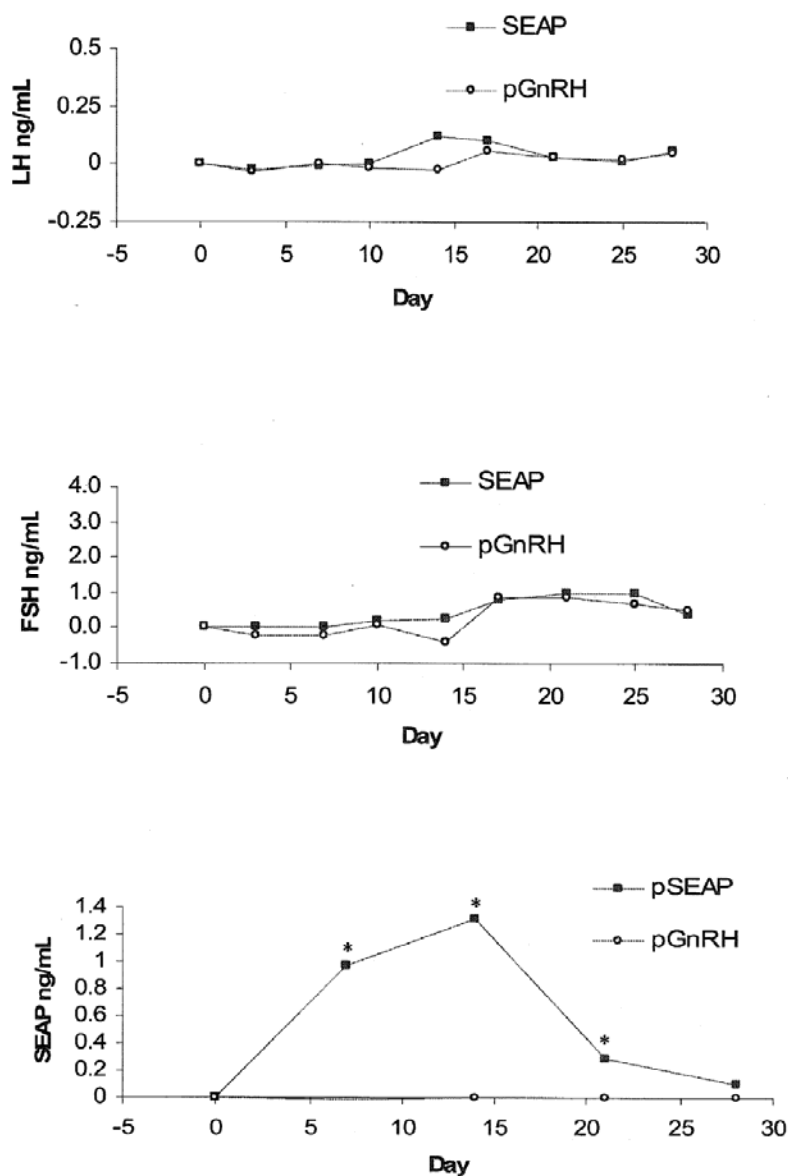 SEAP
pGnRH
LH ng/mL
0.5
0.25
0
-0.25
-5 0 5 10 15 20 25 30
Day
SEAP
pGnRH
FSH ng/mL
4.0
3.0
2.0
1.0
0.0
-1.0
-5 0 5 10 15 20 25 30
Day
pSEAP
pGnRH
SEAP ng/mL
1.4
1.2
1
0.8
0.6
0.4
0.2
0
* * *
-5 0 5 10 15 20 25 30
Day